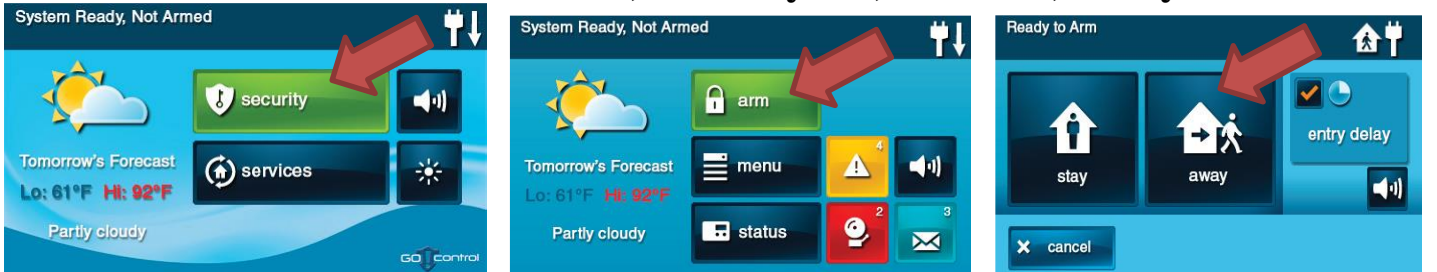 System Ready, Not Armed
security
services
Tomorrow's Forecast
Lo: 61°F Hi: 92°F
Partly cloudy
GO control
System Ready, Not Armed
arm
menu
4
status
2
3
Tomorrow's Forecast
Lo: 61°F Hi: 92°F
Partly cloudy
Ready to Arm
stay
away
entry delay
cancel